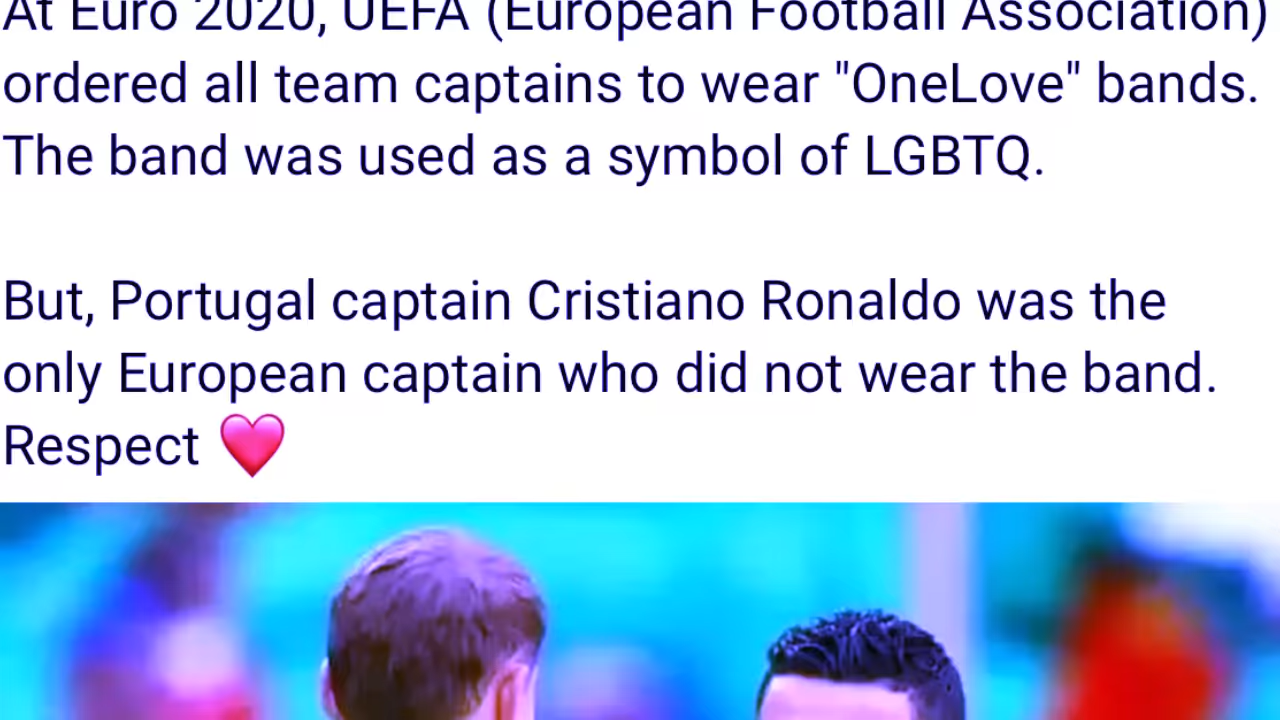 At Euro 2020, UEFA (European Football Association)
ordered all team captains to wear "OneLove" bands.
The band was used as a symbol of LGBTQ.
But, Portugal captain Cristiano Ronaldo was the
only European captain who did not wear the band.
Respect 💗